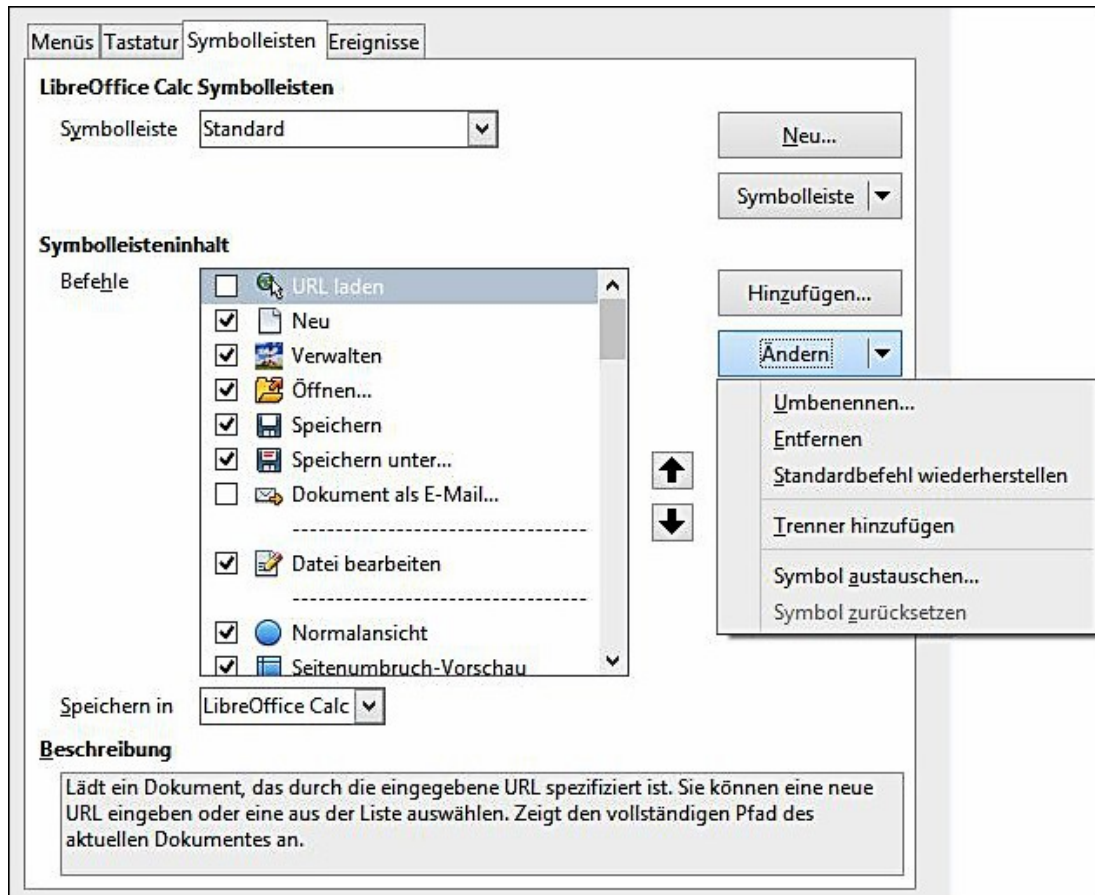 Menüs Tastatur Symbolleisten Ereignisse
LibreOffice Calc Symbolleisten
Symbolleiste Standard
Neu...
Symbolleiste
Symbolleisteninhalt
Befehle
URL laden
Neu
Verwalten
Öffnen...
Speichern
Speichern unter...
Dokument als E-Mail...
---------------------------------
Datei bearbeiten
---------------------------------
Normalansicht
Seitenumbruch-Vorschau
Hinzufügen...
Ändern
Umbenennen...
Entfernen
Standardbefehl wiederherstellen
Trenner hinzufügen
Symbol austauschen...
Symbol zurücksetzen
Speichern in LibreOffice Calc
Beschreibung
Lädt ein Dokument, das durch die eingegebene URL spezifiziert ist. Sie können eine neue
URL eingeben oder eine aus der Liste auswählen. Zeigt den vollständigen Pfad des
aktuellen Dokumentes an.